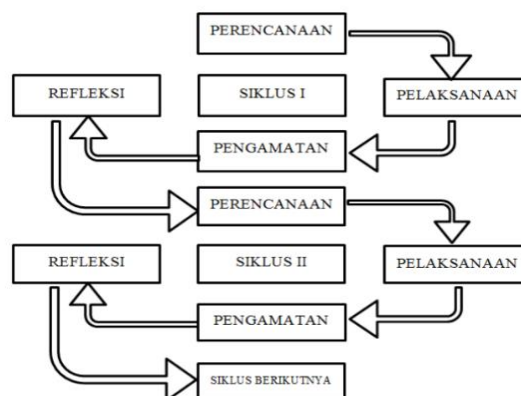 PERENCANAAN
REFLEKSI
SIKLUS I
PELAKSANAAN
PENGAMATAN
PERENCANAAN
REFLEKSI
SIKLUS II
PELAKSANAAN
PENGAMATAN
SIKLUS BERIKUTNYA